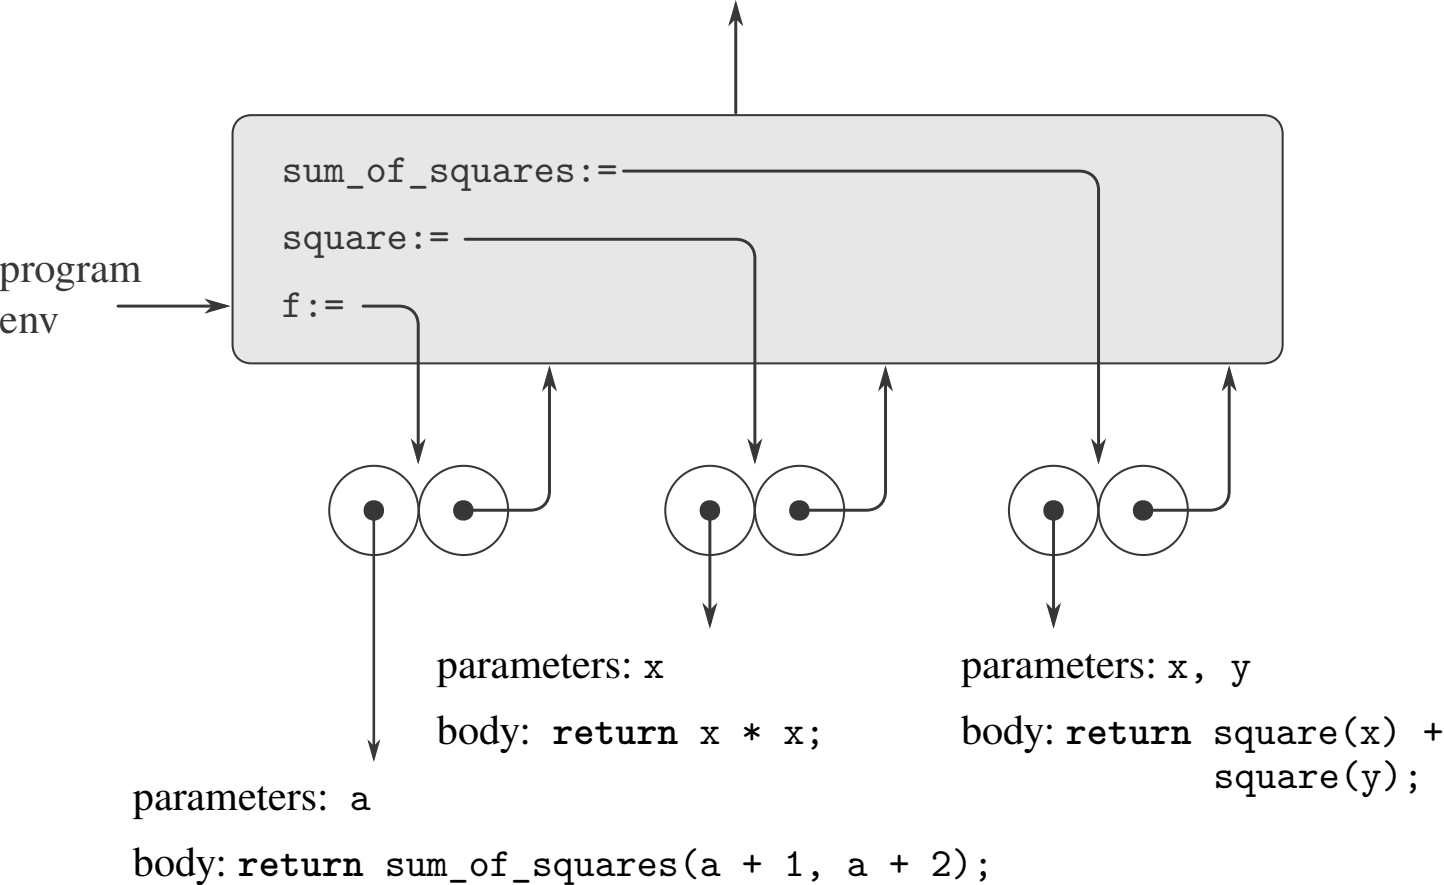 sum_of_squares:=
square:=
program
env
f:=
parameters: x
body: return x * x;
parameters: x, y
body: return square(x) +
square(y);
parameters: a
body: return sum_of_squares(a + 1, a + 2);